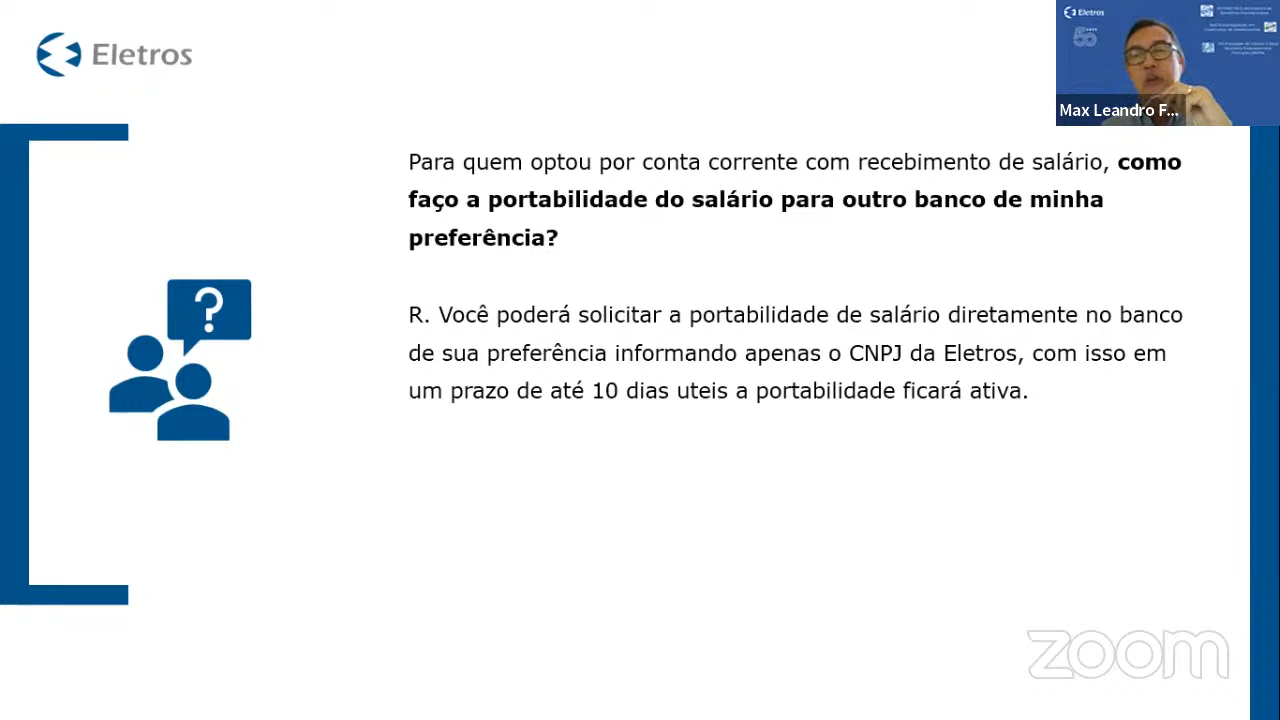 Eletros
Eletros
Max Leandro F...
Para quem optou por conta corrente com recebimento de salário, como
faço a portabilidade do salário para outro banco de minha
preferência?
?
R. Você poderá solicitar a portabilidade de salário diretamente no banco
de sua preferência informando apenas o CNPJ da Eletros, com isso em
um prazo de até 10 dias uteis a portabilidade ficará ativa.
zoom